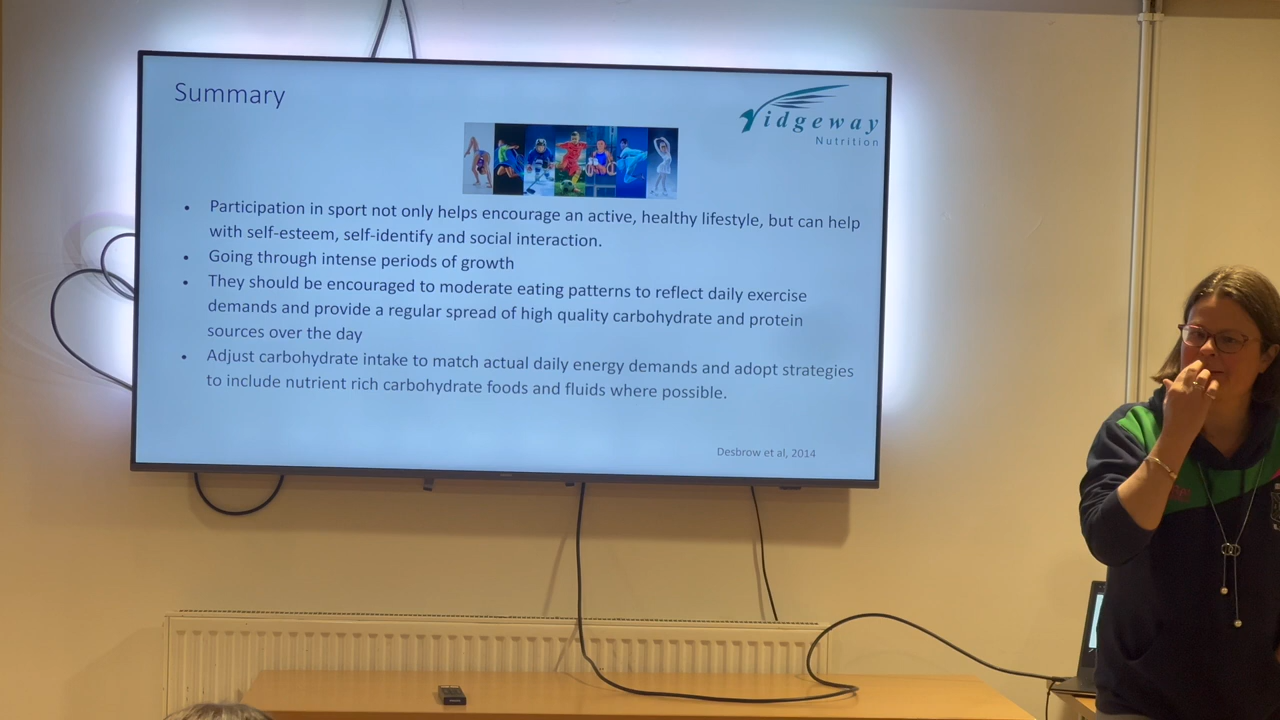 Summary
Ridgeway
Nutrition
• Participation in sport not only helps encourage an active, healthy lifestyle, but can help
with self-esteem, self-identify and social interaction.
• Going through intense periods of growth
• They should be encouraged to moderate eating patterns to reflect daily exercise
demands and provide a regular spread of high quality carbohydrate and protein
sources over the day
• Adjust carbohydrate intake to match actual daily energy demands and adopt strategies
to include nutrient rich carbohydrate foods and fluids where possible.
Desbrow et al, 2014